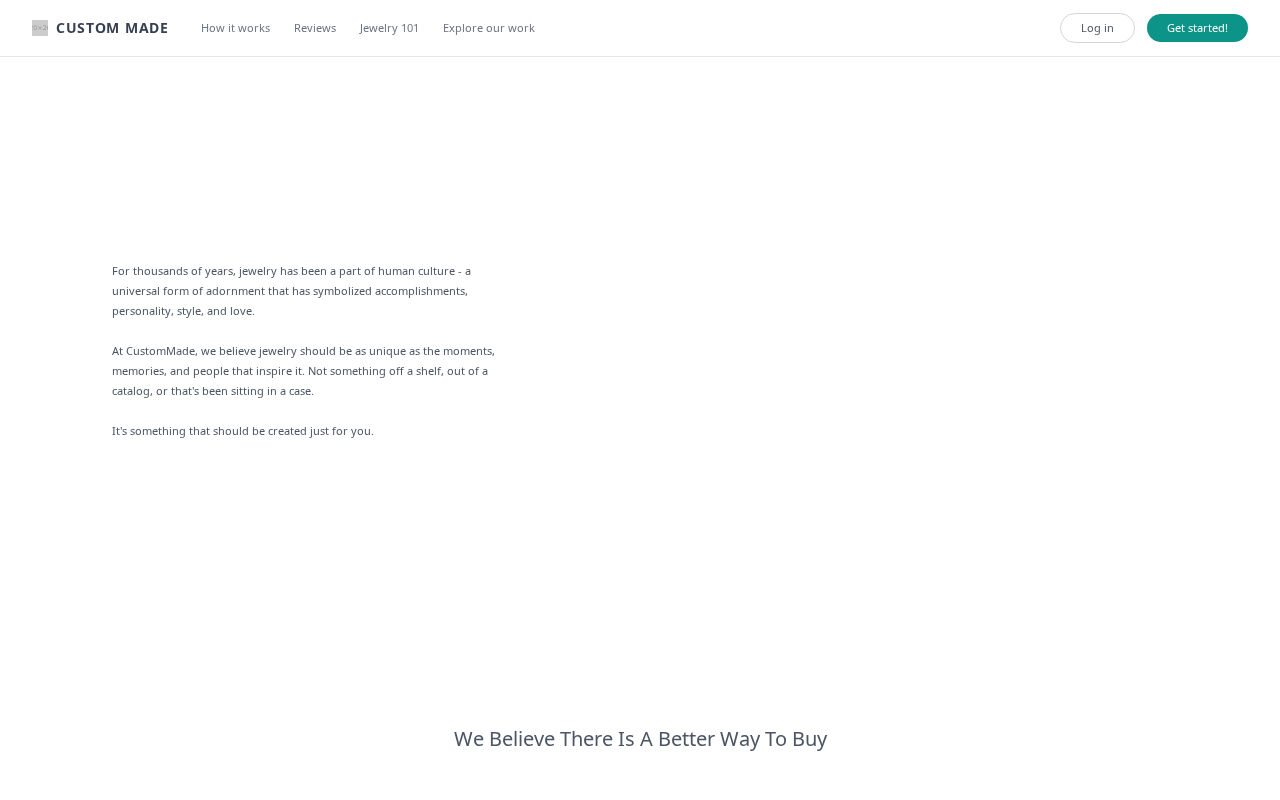 CUSTOM MADE
How it works
Reviews
Jewelry 101
Explore our work
Log in
Get started!
For thousands of years, jewelry has been a part of human culture - a
universal form of adornment that has symbolized accomplishments,
personality, style, and love.
At CustomMade, we believe jewelry should be as unique as the moments,
memories, and people that inspire it. Not something off a shelf, out of a
catalog, or that's been sitting in a case.
It's something that should be created just for you.
We Believe There Is A Better Way To Buy